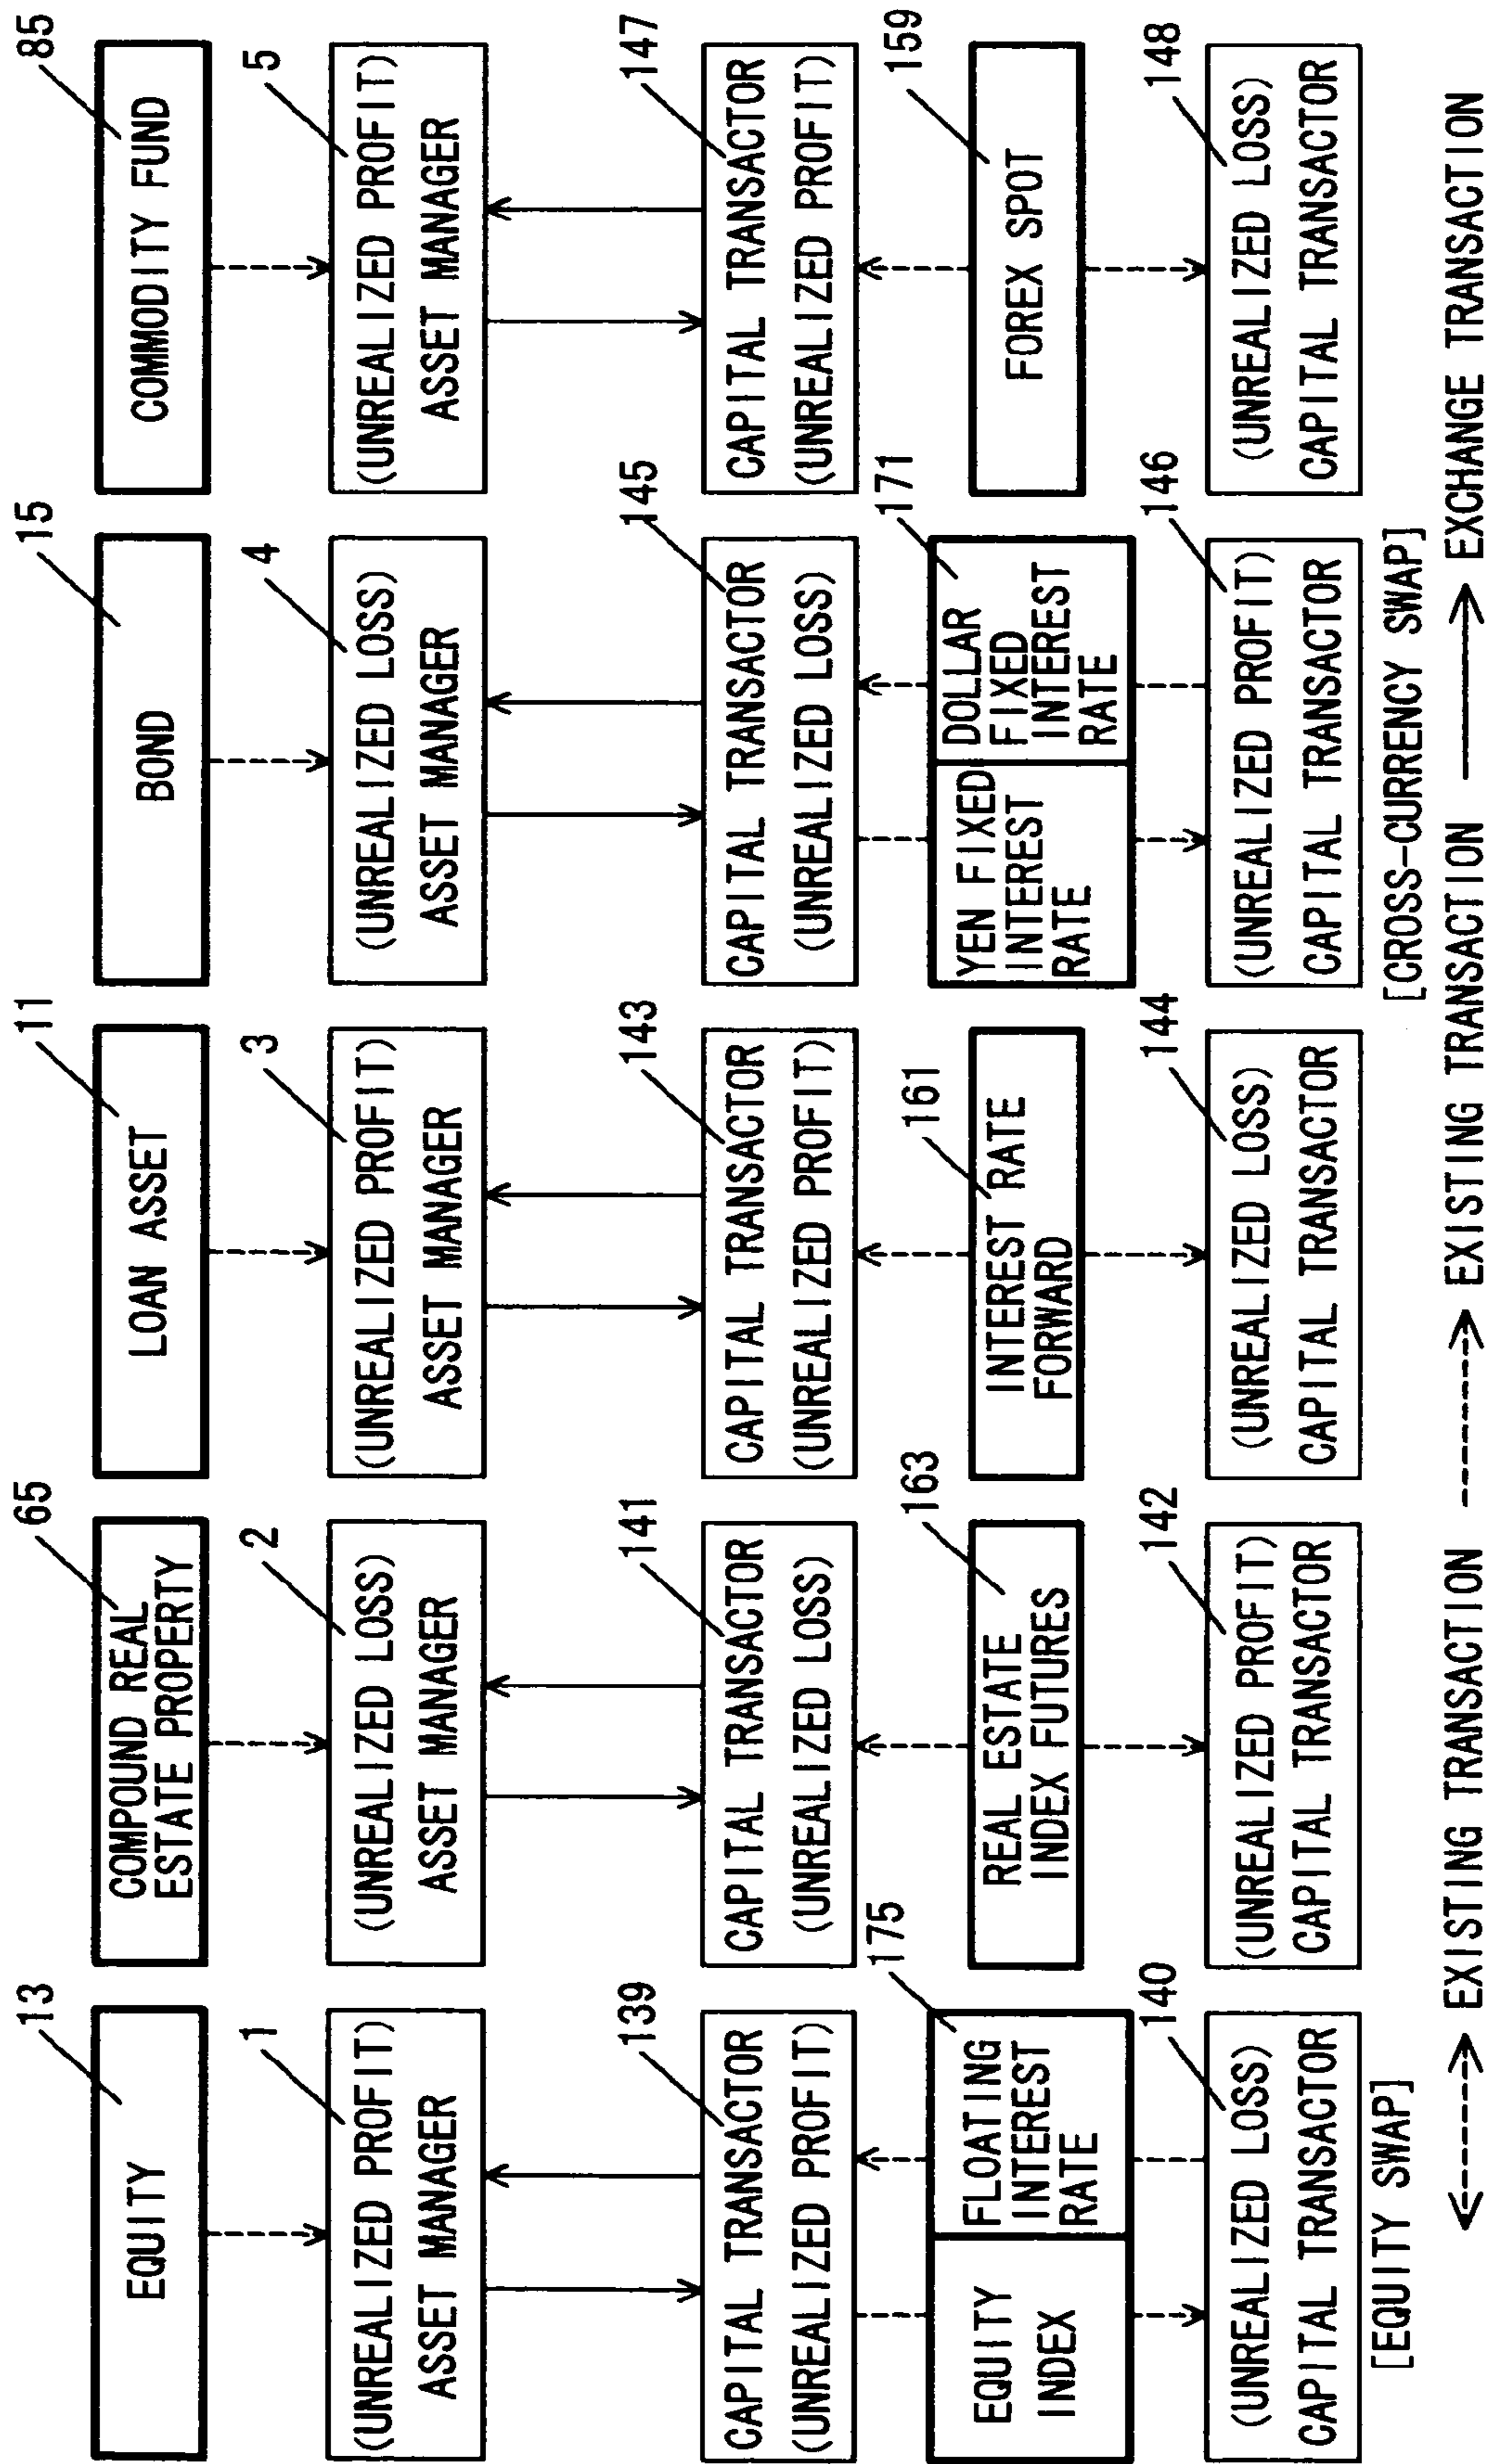 13
EQUITY
1
(UNREALIZED PROFIT)
ASSET MANAGER
139
CAPITAL TRANSACTOR
(UNREALIZED PROFIT)
175
EQUITY
INDEX
FLOATING
INTEREST
RATE
140
(UNREALIZED LOSS)
CAPITAL TRANSACTOR
[EQUITY SWAP]
65
COMPOUND REAL
ESTATE PROPERTY
2
(UNREALIZED LOSS)
ASSET MANAGER
141
CAPITAL TRANSACTOR
(UNREALIZED LOSS)
163
REAL ESTATE
INDEX FUTURES
142
(UNREALIZED PROFIT)
CAPITAL TRANSACTOR
11
LOAN ASSET
3
(UNREALIZED PROFIT)
ASSET MANAGER
143
CAPITAL TRANSACTOR
(UNREALIZED PROFIT)
161
INTEREST RATE
FORWARD
144
(UNREALIZED LOSS)
CAPITAL TRANSACTOR
15
BOND
4
(UNREALIZED LOSS)
ASSET MANAGER
145
CAPITAL TRANSACTOR
(UNREALIZED LOSS)
171
YEN FIXED
INTEREST
RATE
DOLLAR
FIXED
INTEREST
RATE
146
(UNREALIZED PROFIT)
CAPITAL TRANSACTOR
[CROSS-CURRENCY SWAP]
85
COMMODITY FUND
5
(UNREALIZED PROFIT)
ASSET MANAGER
147
CAPITAL TRANSACTOR
(UNREALIZED PROFIT)
159
FOREX SPOT
148
(UNREALIZED LOSS)
CAPITAL TRANSACTOR
EXISTING TRANSACTION
EXISTING TRANSACTION
EXCHANGE TRANSACTION